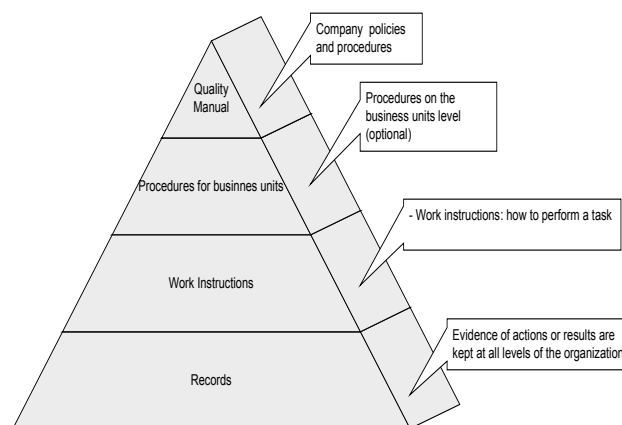 Company policies
and procedures
Quality
Manual
Procedures on the
business units level
(optional)
Procedures for businnes units
- Work instructions: how to perform a task
Work Instructions
Evidence of actions or results are
kept at all levels of the organization
Records